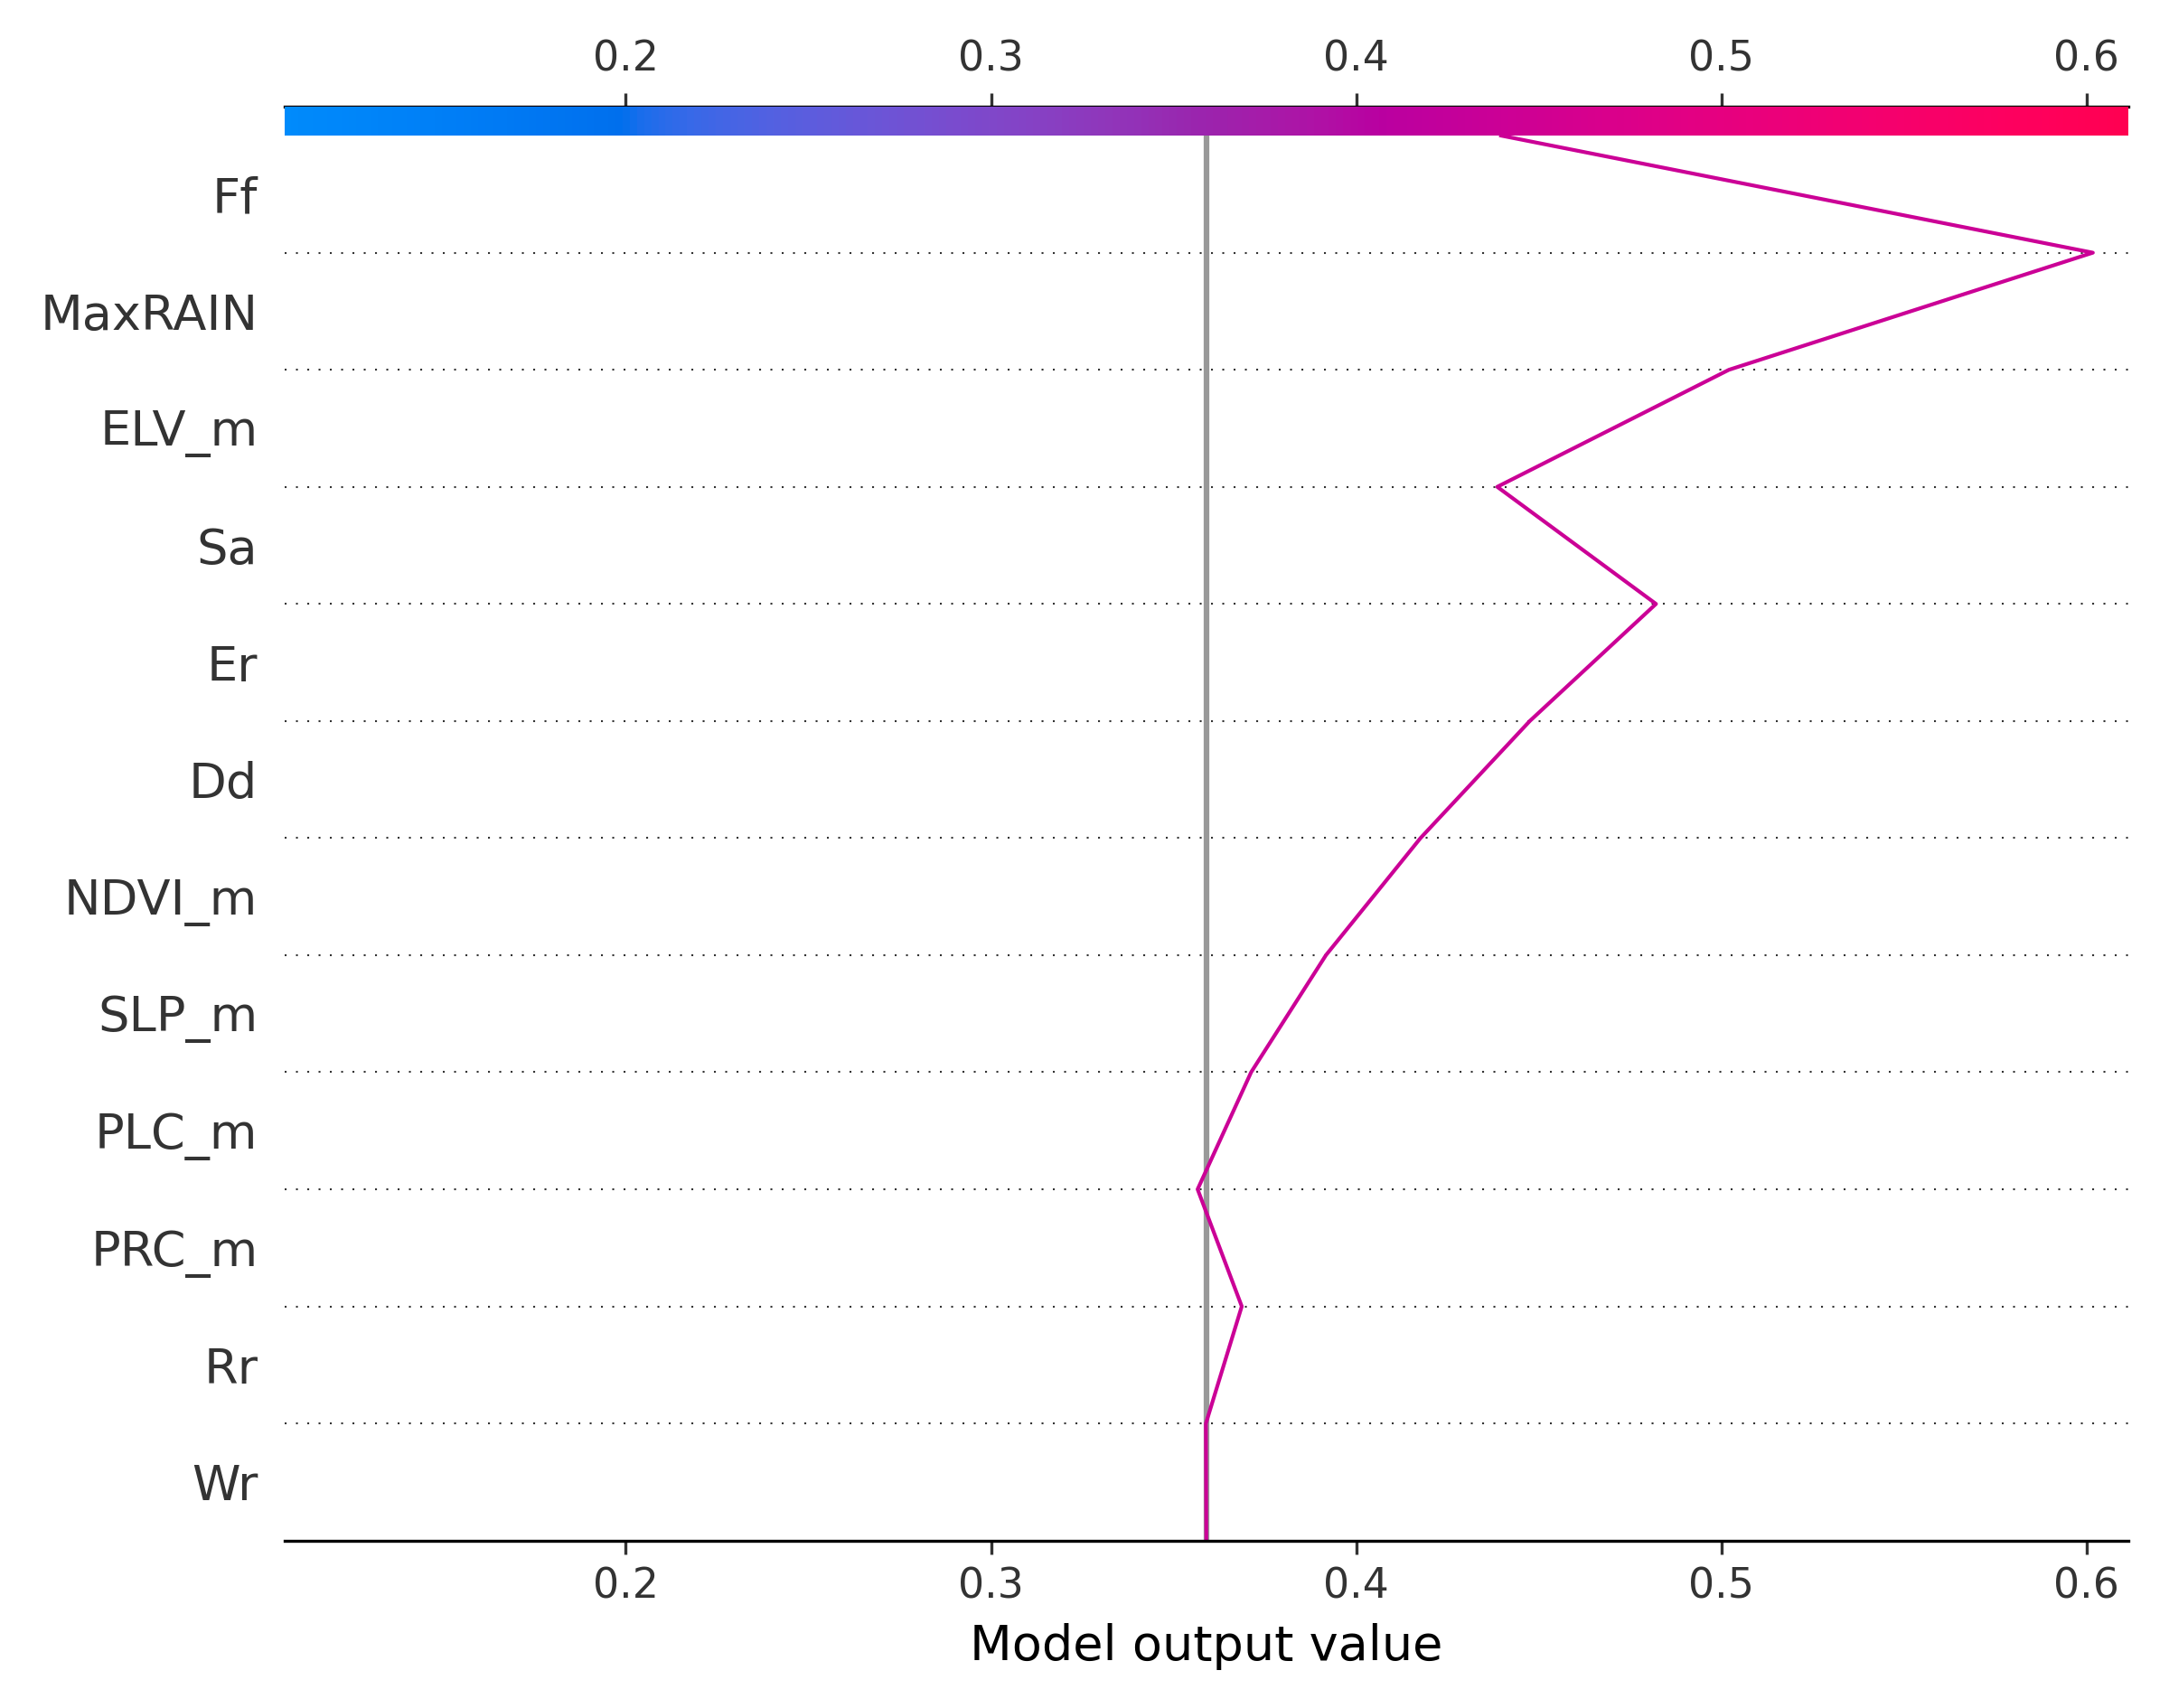 0.2 0.3 0.4 0.5 0.6
Ff
MaxRAIN
ELV_m
Sa
Er
Dd
NDVI_m
SLP_m
PLC_m
PRC_m
Rr
Wr
0.2 0.3 0.4 0.5 0.6
Model output value